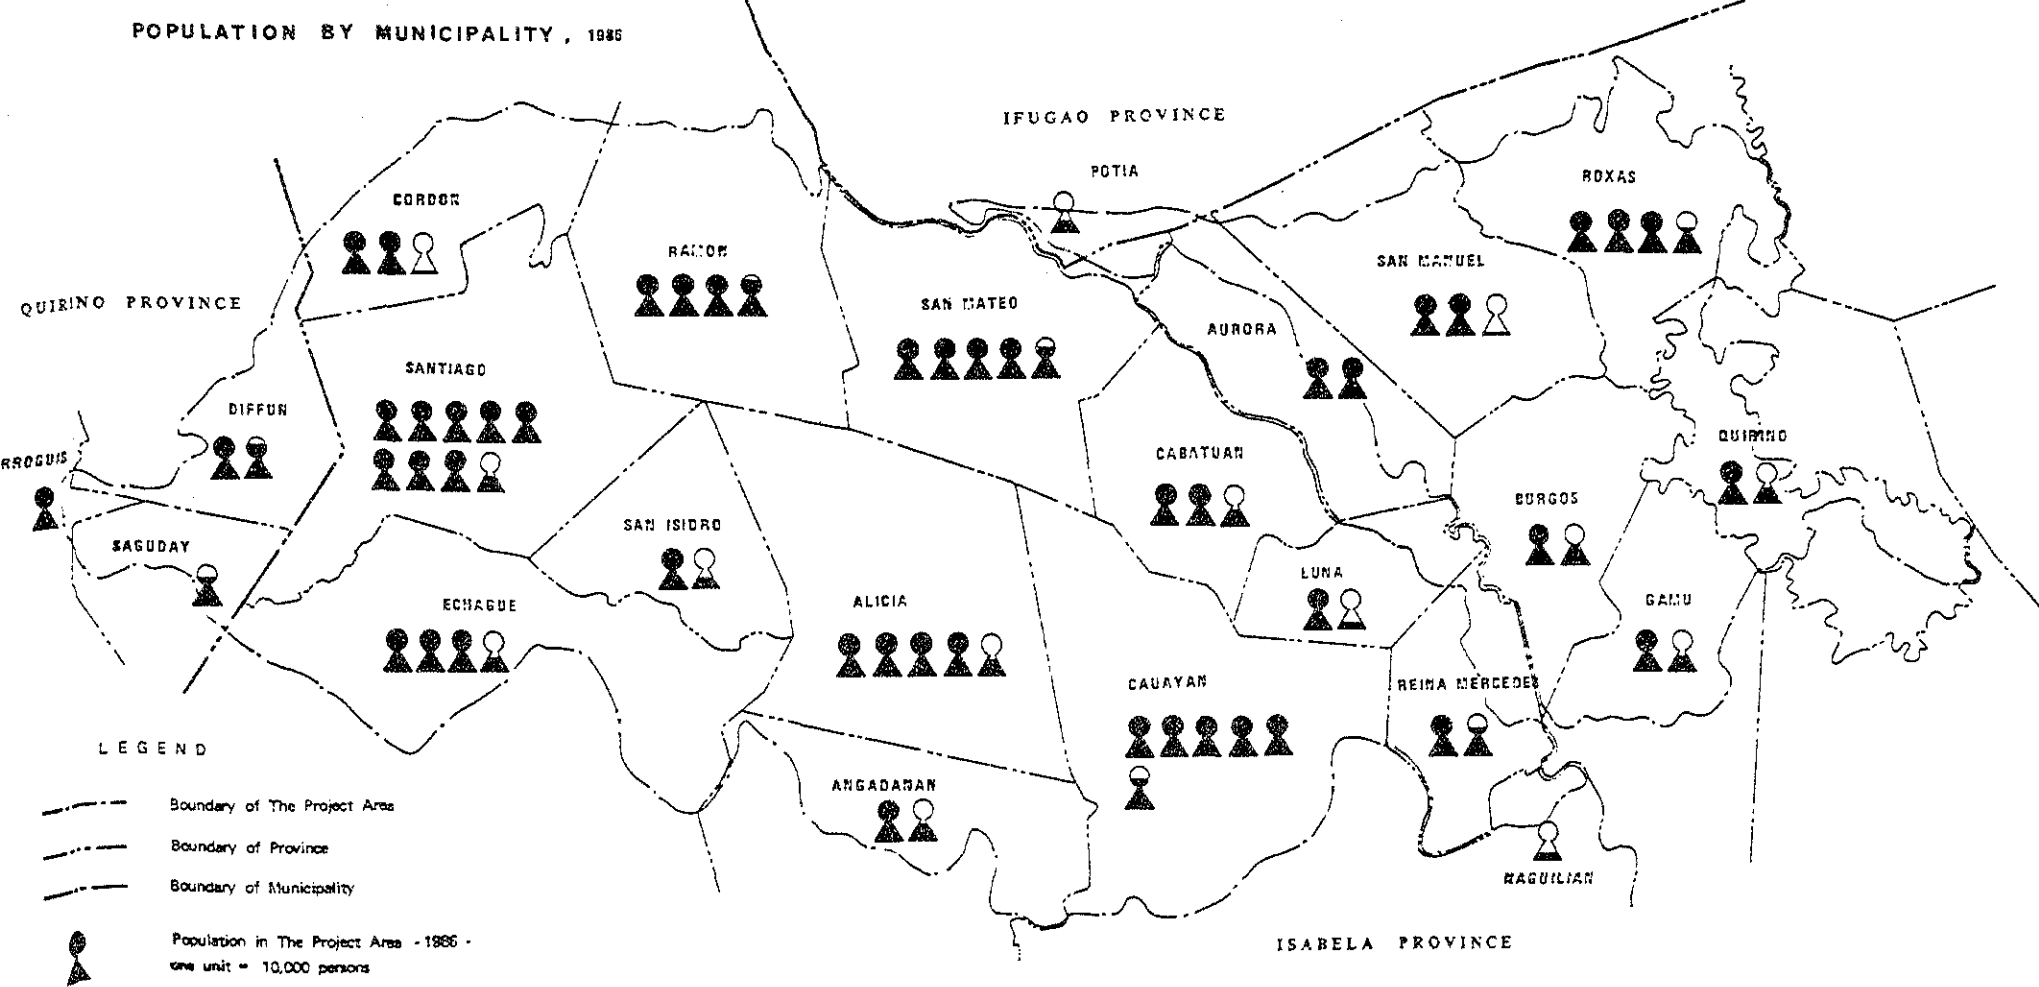 POPULATION BY MUNICIPALITY, 1986
IFUGAO PROVINCE
POTIA
ROXAS
CORDON
RAMON
SAN MANUEL
QUIRINO PROVINCE
SAN MATEO
AURORA
SANTIAGO
DIFFUN
QUIRINO
CABATUAN
RROGUIS
BURGOS
SAN ISIDRO
SAGUDAY
LUNA
ECHAGUE
ALICIA
GAMU
CAUAYAN
REINA MERCEDES
LEGEND
ANGADANAN
Boundary of The Project Area
Boundary of Province
Boundary of Municipality
NAGUILIAN
Population in The Project Area - 1986 -
one unit = 10,000 persons
ISABELA PROVINCE